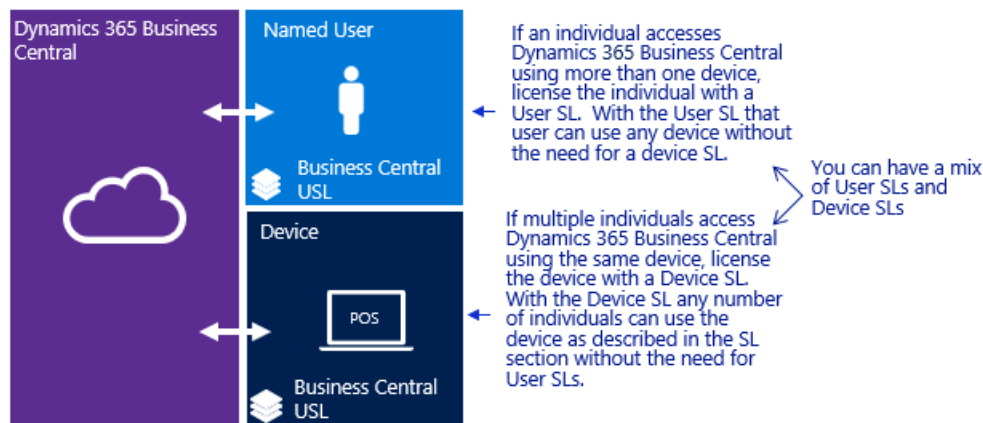 Dynamics 365 Business
Central
Named User
Business Central
USL
If an individual accesses
Dynamics 365 Business Central
using more than one device,
license the individual with a
User SL.  With the User SL that
user can use any device without
the need for a device SL.
You can have a mix
of User SLs and
Device SLs
Device
POS
Business Central
USL
If multiple individuals access
Dynamics 365 Business Central
using the same device, license
the device with a Device SL.
With the Device SL any number
of individuals can use the
device as described in the SL
section without the need for
User SLs.